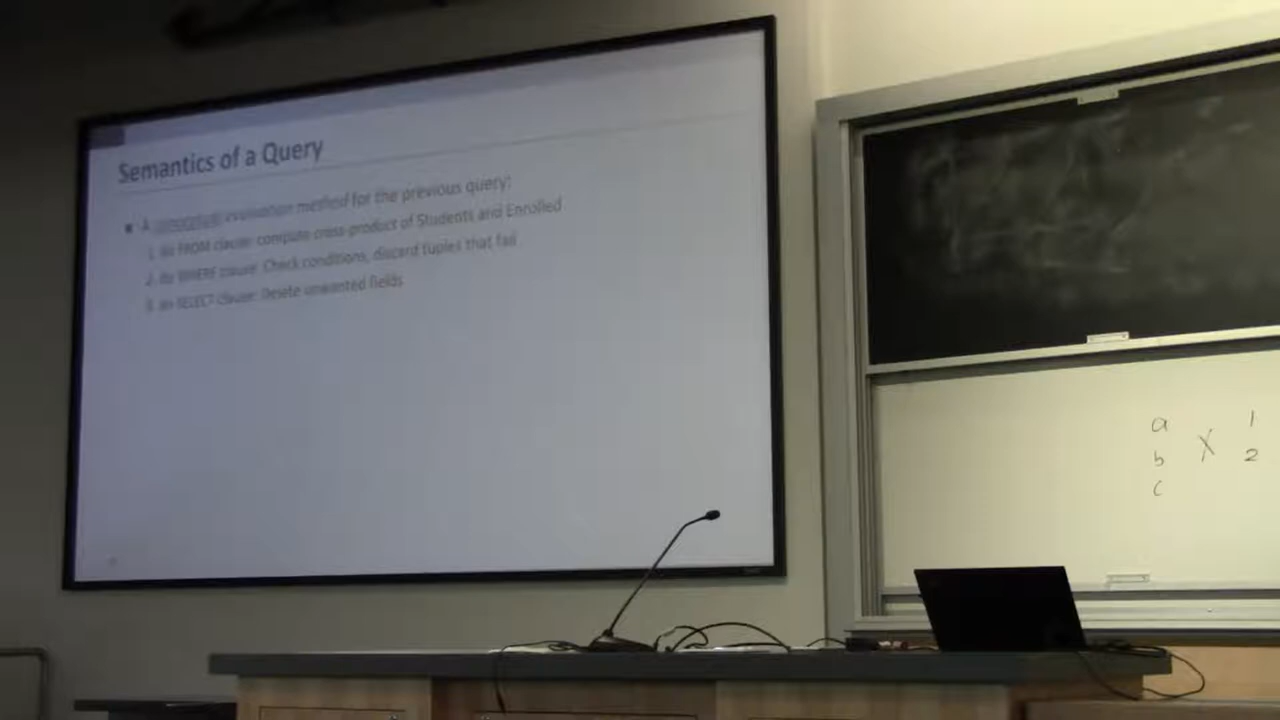 Semantics of a Query
A conceptual evaluation method for the previous query:
1. do FROM clause: compute cross-product of Students and Enrolled
2. do WHERE clause: Check conditions, discard tuples that fail
3. do SELECT clause: Delete unwanted fields
a X 1
b 2
c